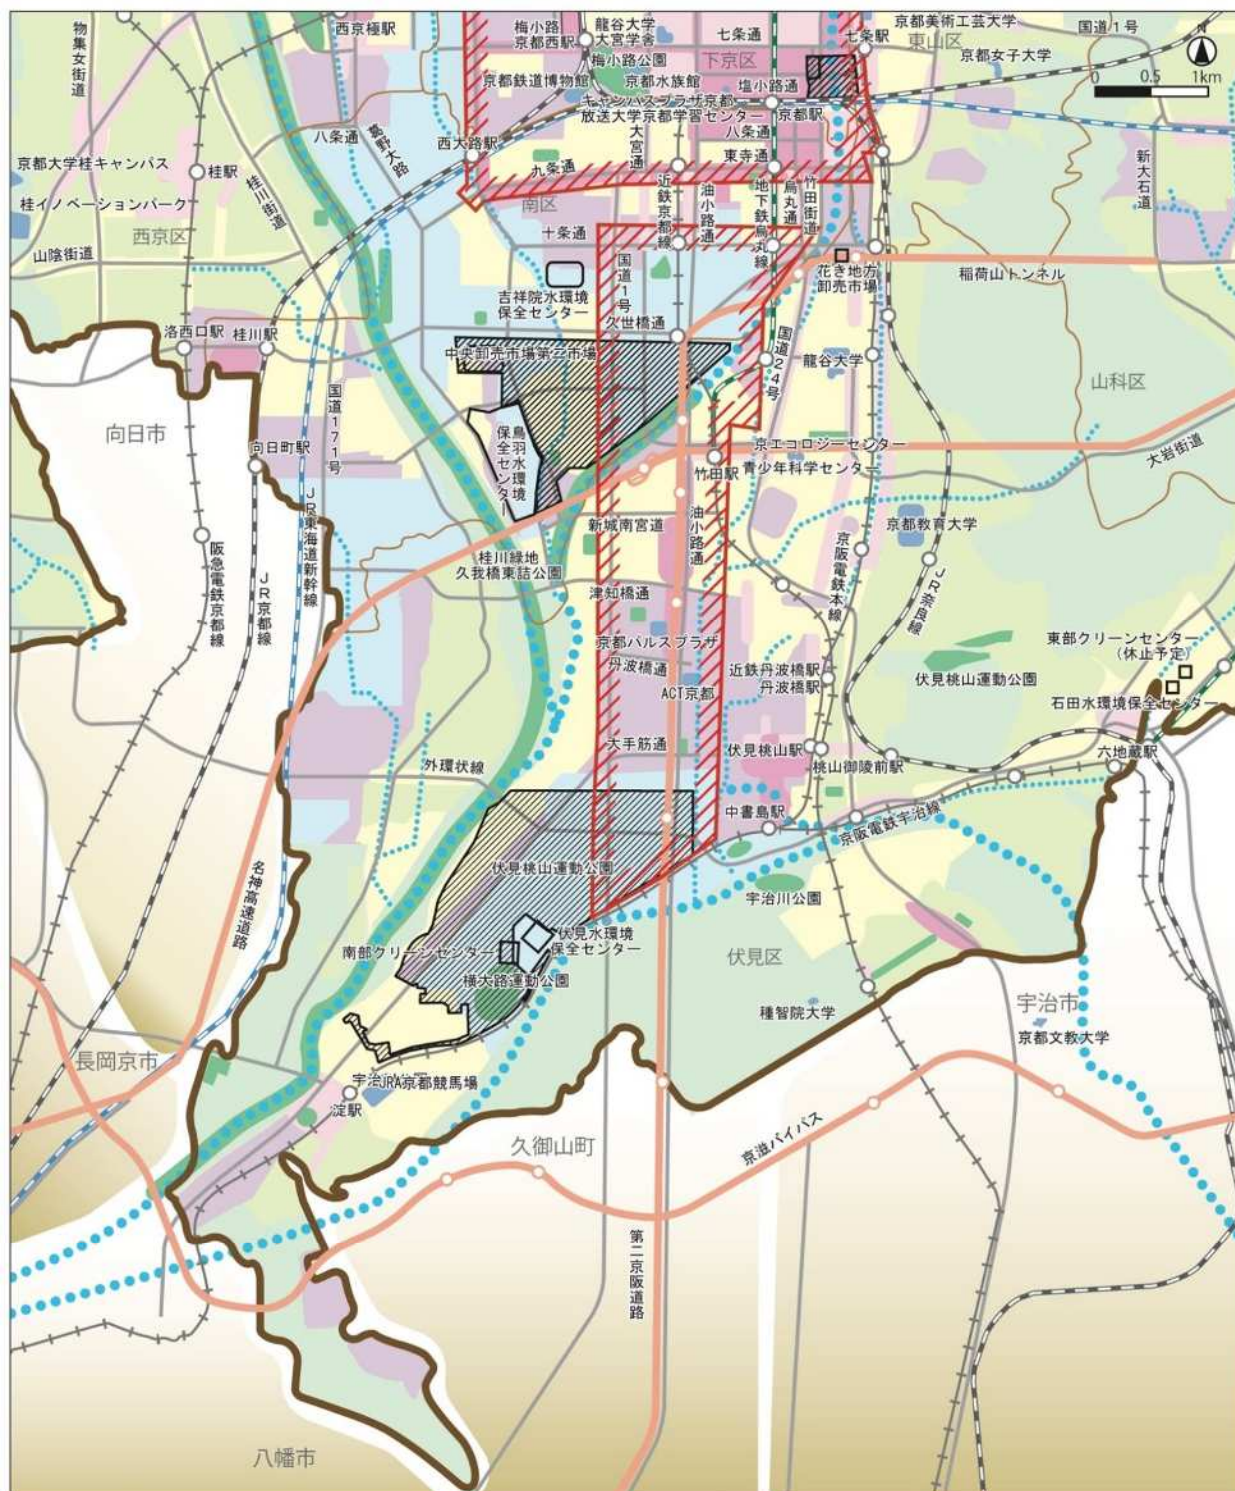 西京極駅
梅小路
京都西駅
龍谷大学
大宮学舎
七条通
七条駅
京都美術工芸大学
国道1号
東山区
京都女子大学
N
0 0.5 1km
物集女街道
梅小路公園
下京区
京都鉄道博物館
京都水族館
塩小路通
キャンパスプラザ京都
放送大学京都学習センター
京都駅
八条通
葛野大路
西大路駅
大宮通
八条通
東寺通
九条通
京都大学桂キャンパス
桂駅
桂川街道
新大石道
桂イノベーションパーク
西京区
南区
近鉄京都線
油小路通
地下鉄烏丸線
烏丸通
竹田街道
山陰街道
十条通
国道1号
花き地方
卸売市場
稲荷山トンネル
吉祥院水環境
保全センター
久世橋通
洛西口駅
桂川駅
中央卸売市場第二市場
国道24号
龍谷大学
山科区
国道171号
向日市
向日町駅
鳥羽水環境
保全センター
京エコロジーセンター
竹田駅
青少年科学センター
大岩街道
JR東海道新幹線
新城南宮道
油小路通
京都教育大学
阪急電鉄京都線
JR京都線
桂川緑地
久我橋東詰公園
京阪電鉄本線
JR奈良線
津知橋通
京都パルスプラザ
丹波橋通
近鉄丹波橋駅
丹波橋駅
ACT京都
伏見桃山運動公園
東部クリーンセンター
(休止予定)
石田水環境保全センター
大手筋通
伏見桃山駅
桃山御陵前駅
六地蔵駅
外環状線
中書島駅
京阪電鉄宇治線
名神高速道路
伏見桃山運動公園
宇治川公園
南部クリーンセンター
伏見水環境
保全センター
伏見区
横大路運動公園
種智院大学
宇治市
京都文教大学
長岡京市
JRA京都競馬場
淀駅
久御山町
京滋バイパス
第二京阪道路
八幡市